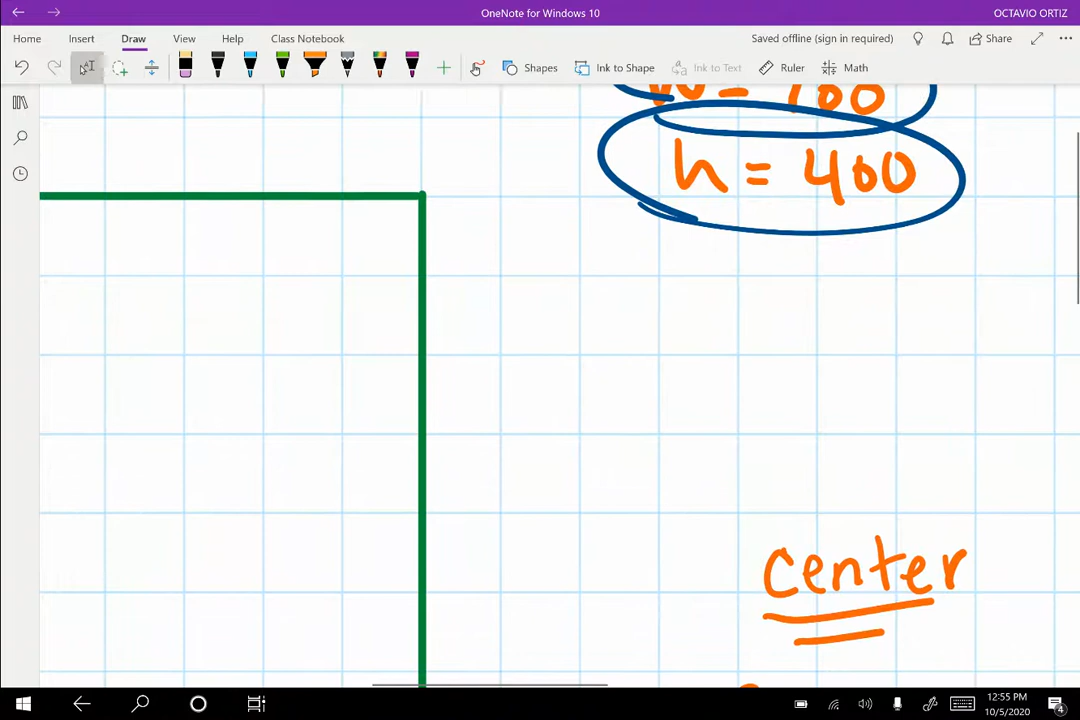 OneNote for Windows 10
OCTAVIO ORTIZ
Home Insert Draw View Help Class Notebook
Saved offline (sign in required) Share
Shapes Ink to Shape Ink to Text Ruler Math
h = 400
center
12:55 PM
10/5/2020
4